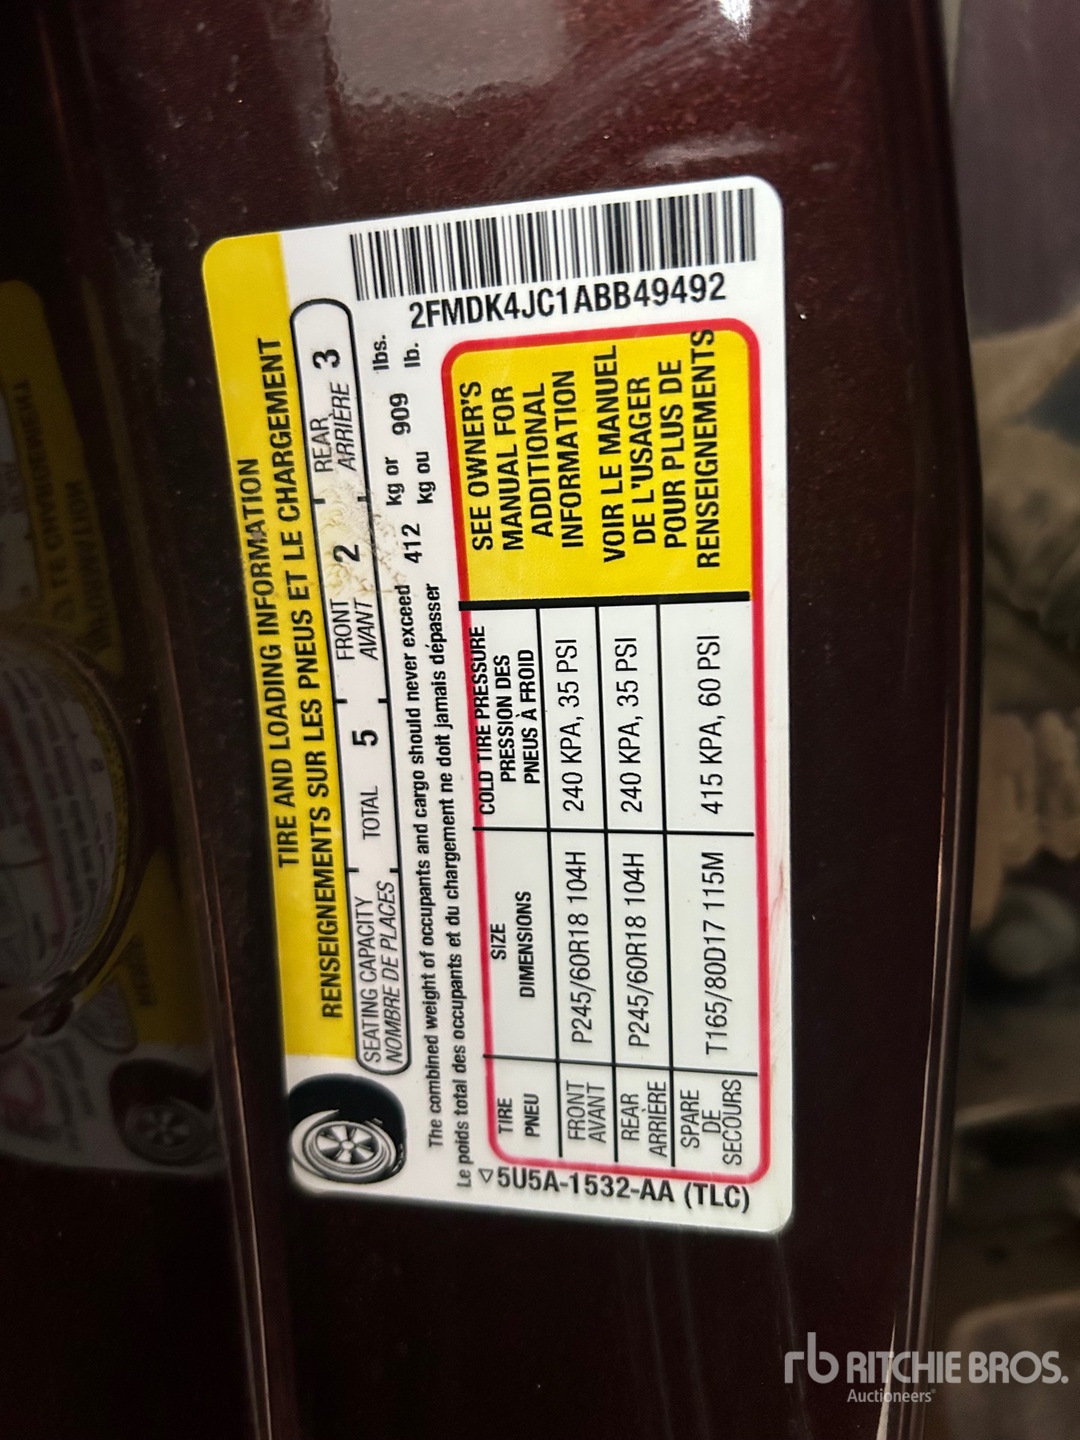 TIRE AND LOADING INFORMATION
RENSEIGNEMENTS SUR LES PNEUS ET LE CHARGEMENT
SEATING CAPACITY TOTAL 5 FRONT 2 REAR 3
NOMBRE DE PLACES AVANT ARRIÈRE
The combined weight of occupants and cargo should never exceed 412 kg or 909 lbs.
Le poids total des occupants et du chargement ne doit jamais dépasser kg ou lb.
2FMDK4JC1ABB49492
TIRE SIZE COLD TIRE PRESSURE
PNEU DIMENSIONS PRESSION DES
PNEUS À FROID
FRONT
AVANT P245/60R18 104H 240 KPA, 35 PSI
REAR
ARRIÈRE P245/60R18 104H 240 KPA, 35 PSI
SPARE
DE
SECOURS T165/80D17 115M 415 KPA, 60 PSI
SEE OWNER'S
MANUAL FOR
ADDITIONAL
INFORMATION
VOIR LE MANUEL
DE L'USAGER
POUR PLUS DE
RENSEIGNEMENTS
5U5A-1532-AA (TLC)
rb RITCHIE BROS.
Auctioneers